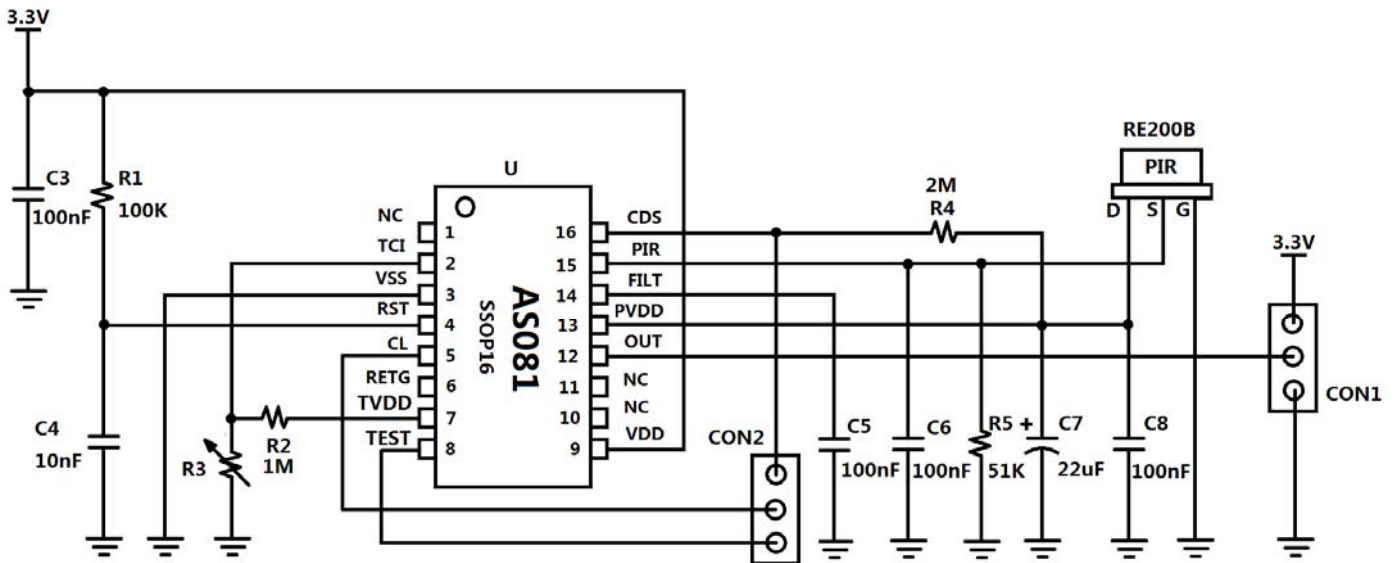 3.3V
C3
100nF
R1
100K
C4
10nF
R3
R2
1M
U
NC
TCI
VSS
RST
CL
RETG
TVDD
TEST
1
2
3
4
5
6
7
8
AS081
SSOP16
16
15
14
13
12
11
10
9
CDS
PIR
FILT
PVDD
OUT
NC
NC
VDD
2M
R4
CON2
C5
100nF
C6
100nF
R5
51K
+
C7
22uF
C8
100nF
RE200B
PIR
D S G
3.3V
CON1